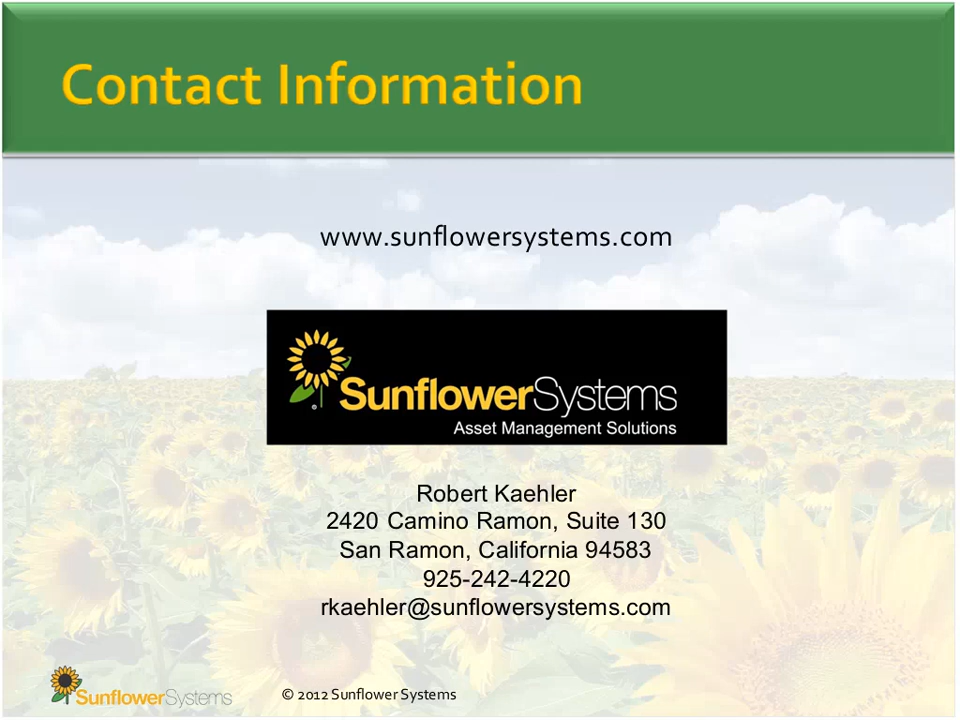 Contact Information
www.sunflowersystems.com
SunflowerSystems
Asset Management Solutions
Robert Kaehler
2420 Camino Ramon, Suite 130
San Ramon, California 94583
925-242-4220
rkaehler@sunflowersystems.com
SunflowerSystems
© 2012 Sunflower Systems